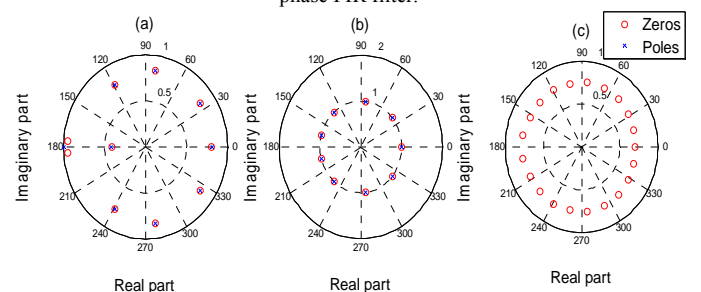 phase FIR filter.
(a)
(b)
(c)
Zeros
Poles
90 1
120 60
0.5
150 30
180 0
210 330
240 300
270
Imaginary part
Real part
90 2
120 60
1
150 30
180 0
210 330
240 300
270
Imaginary part
Real part
90 1
120 60
0.5
150 30
180 0
210 330
240 300
270
Imaginary part
Real part